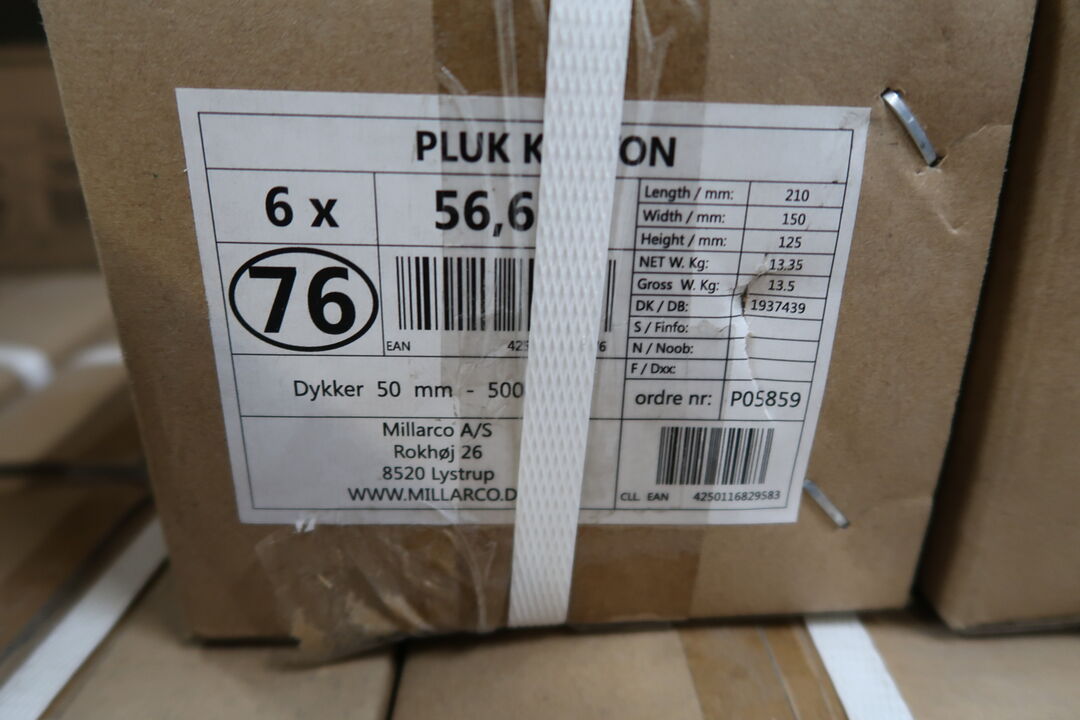 PLUK K ON
6 x
56,6
76
EAN 425 6
Dykker 50 mm - 500
Millarco A/S
Rokhøj 26
8520 Lystrup
WWW.MILLARCO.D
Length / mm: 210
Width / mm: 150
Height / mm: 125
NET W. Kg: 13.35
Gross W. Kg: 13.5
DK / DB: 1937439
S / Finfo:
N / Noob:
F / Dxx:
ordre nr: P05859
CLL EAN 4250116829583